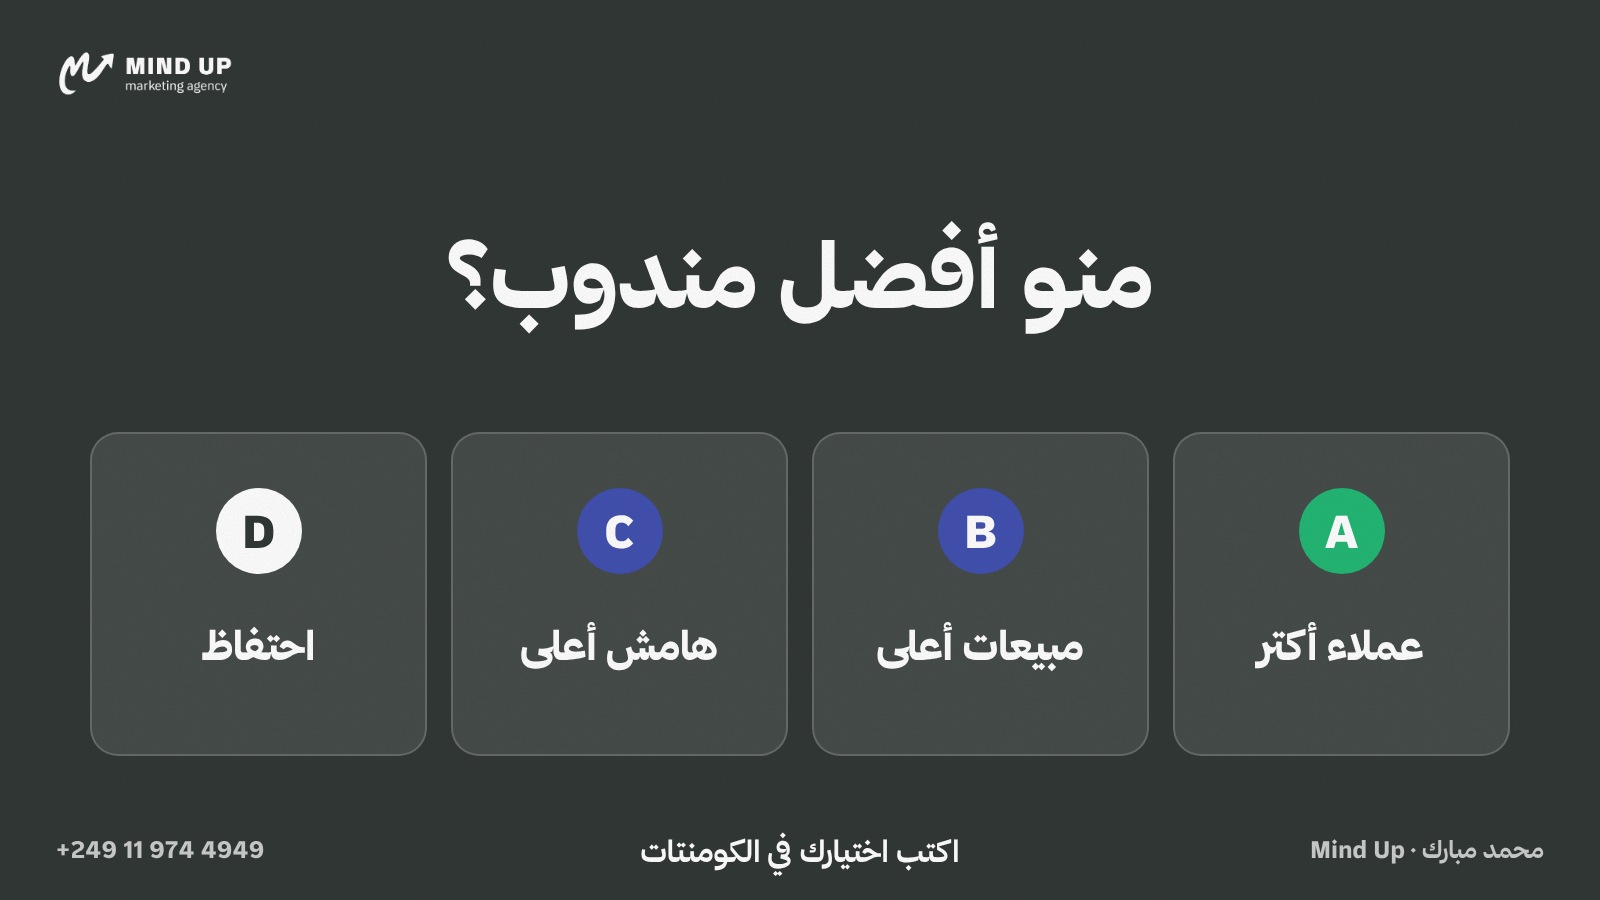 MIND UP
marketing agency
منو أفضل مندوب؟
A
عملاء أكتر
B
مبيعات أعلى
C
هامش أعلى
D
احتفاظ
محمد مبارك · Mind Up
اكتب اختيارك في الكومنتات
+249 11 974 4949